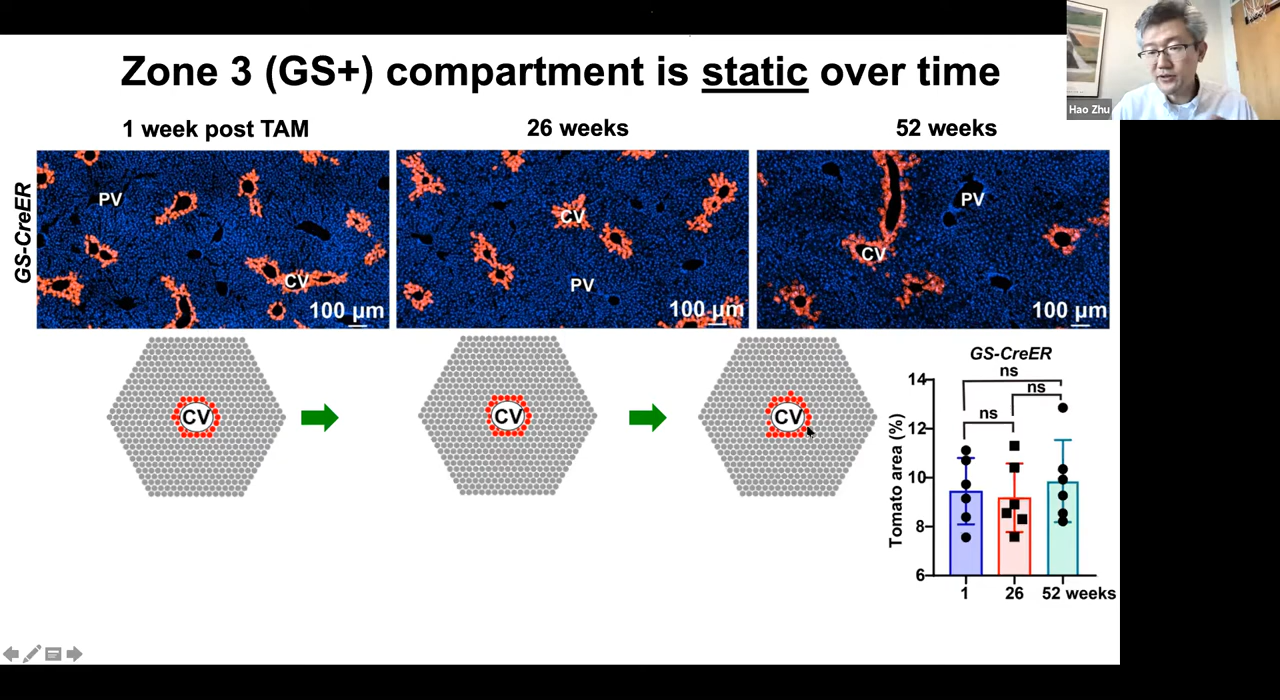 Zone 3 (GS+) compartment is static over time
Hao Zhu
1 week post TAM
26 weeks
52 weeks
GS-CreER
PV
CV
100 µm
CV
PV
100 µm
PV
CV
100 µm
CV
CV
CV
GS-CreER
ns
ns
ns
Tomato area (%)
14
12
10
8
6
1
26
52 weeks